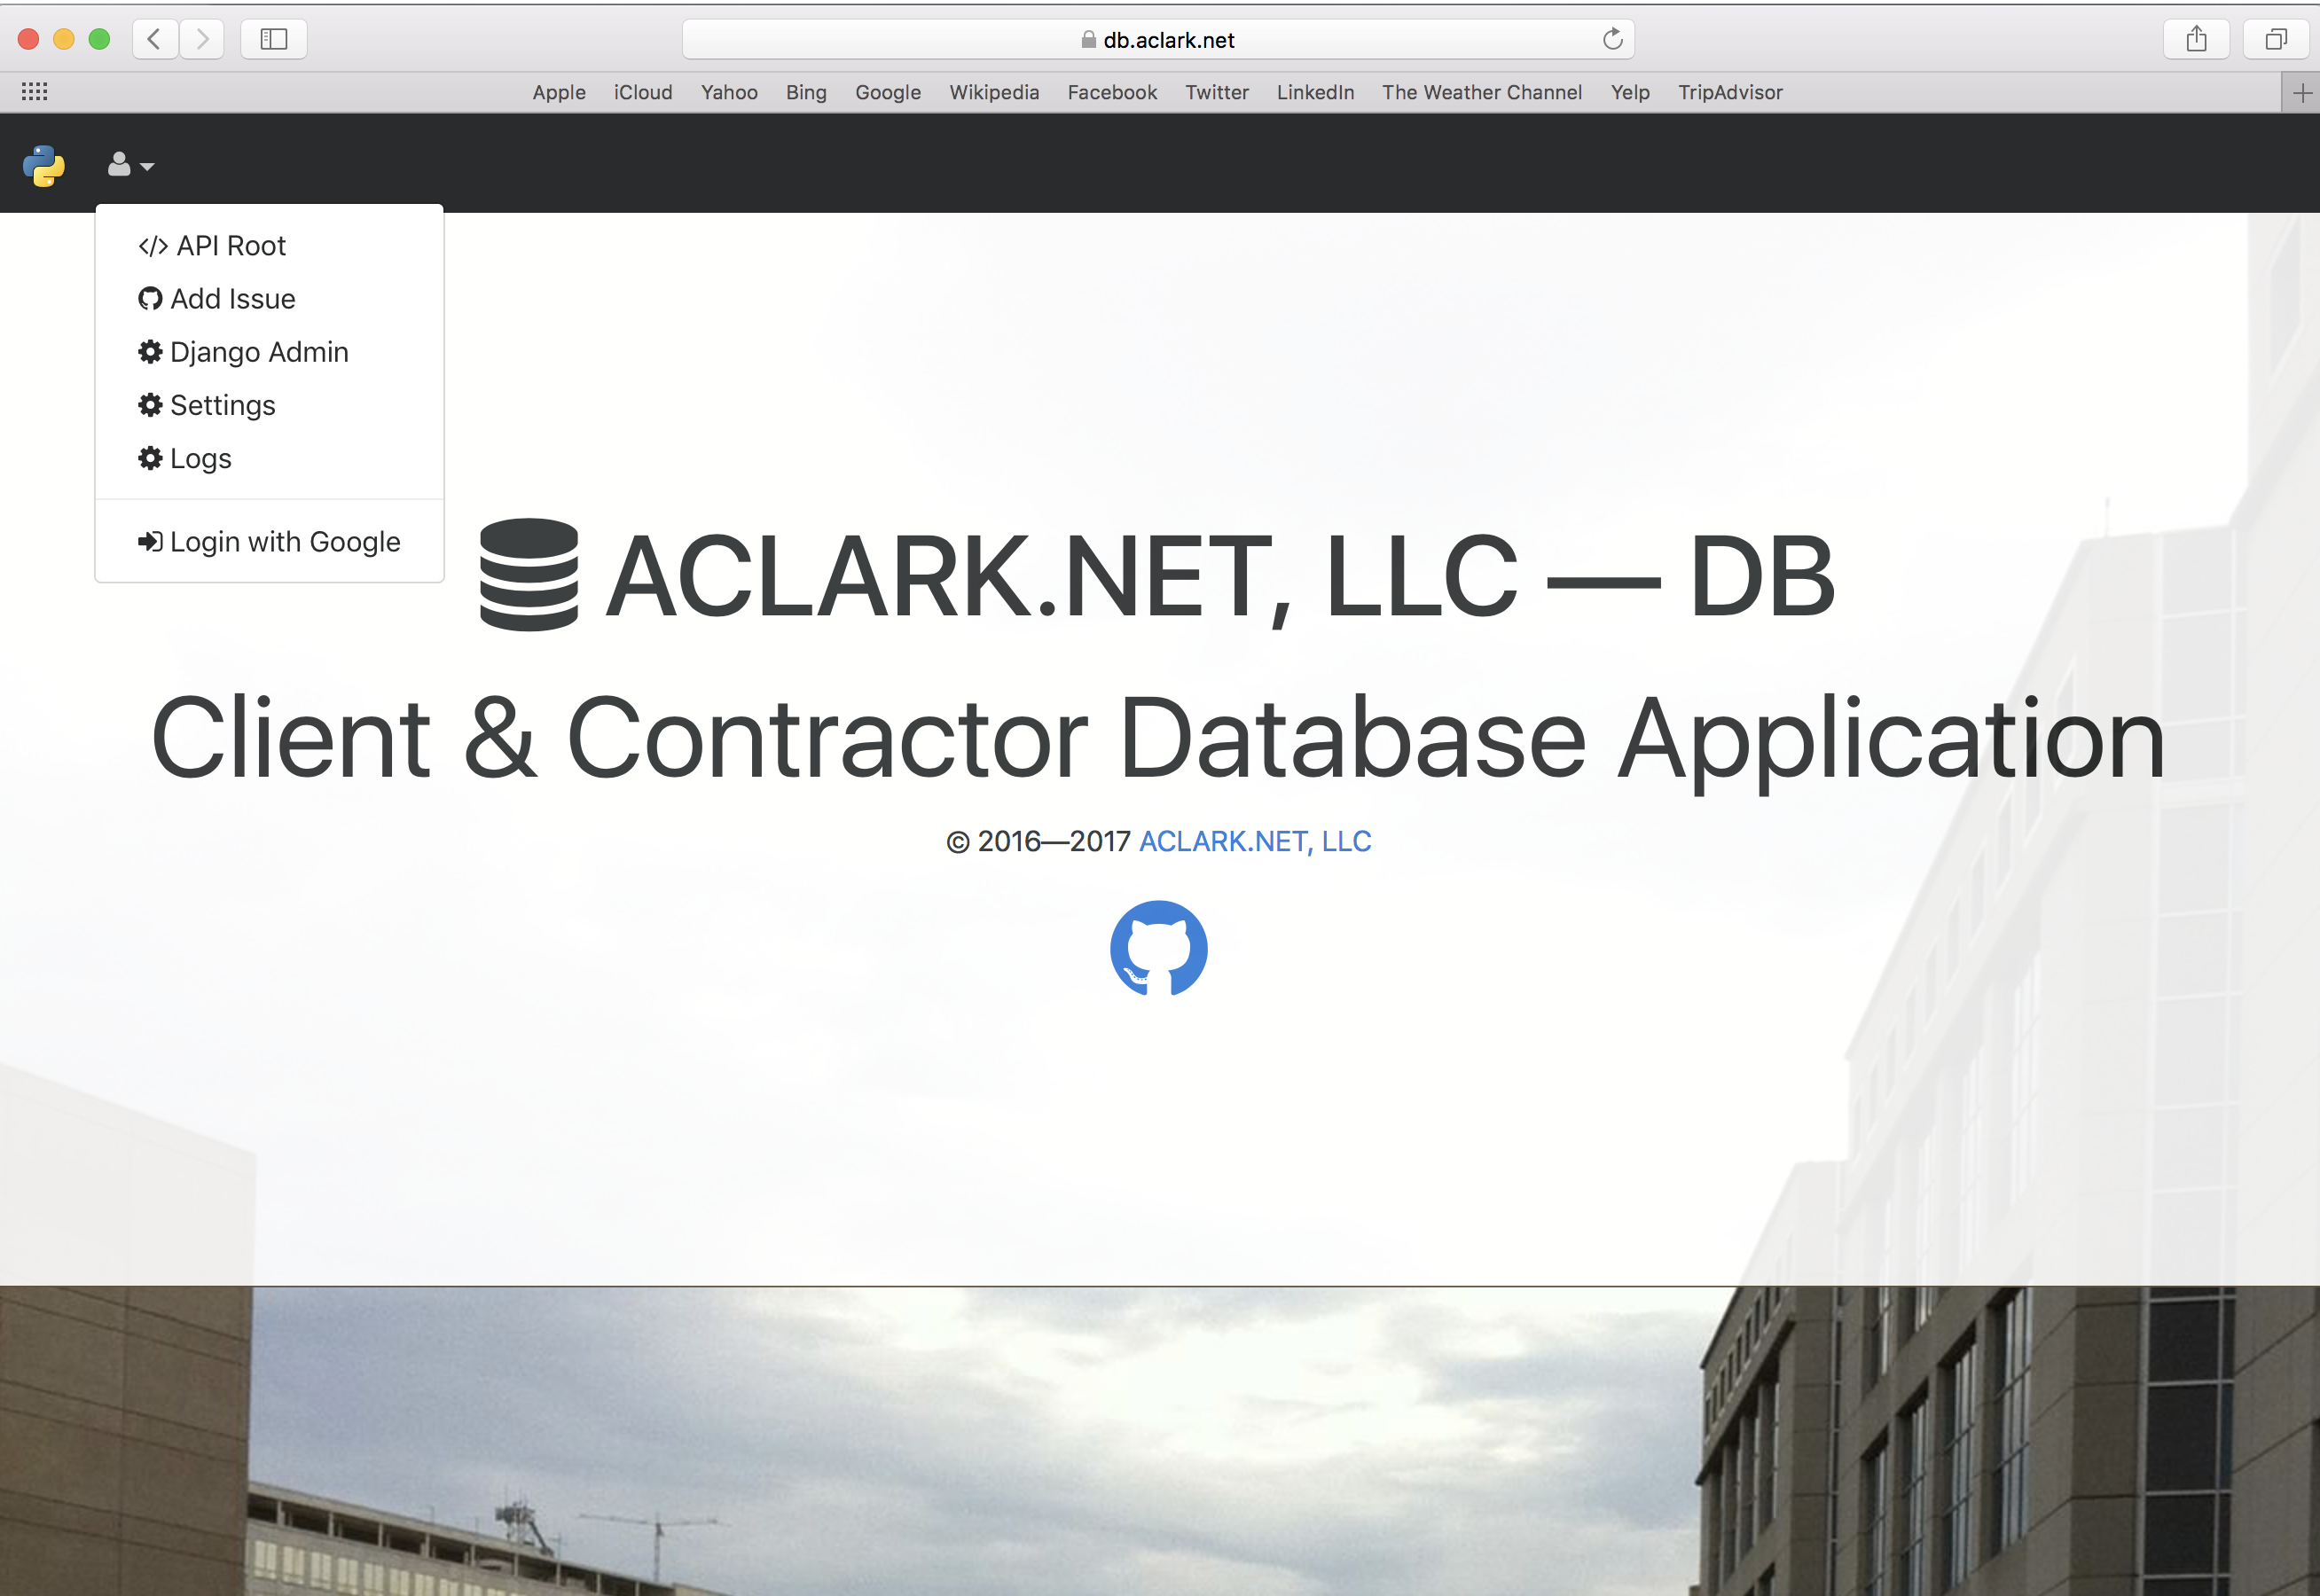 db.aclark.net
Apple iCloud Yahoo Bing Google Wikipedia Facebook Twitter LinkedIn The Weather Channel Yelp TripAdvisor
</> API Root
Add Issue
Django Admin
Settings
Logs
Login with Google
ACLARK.NET, LLC — DB
Client & Contractor Database Application
© 2016—2017 ACLARK.NET, LLC